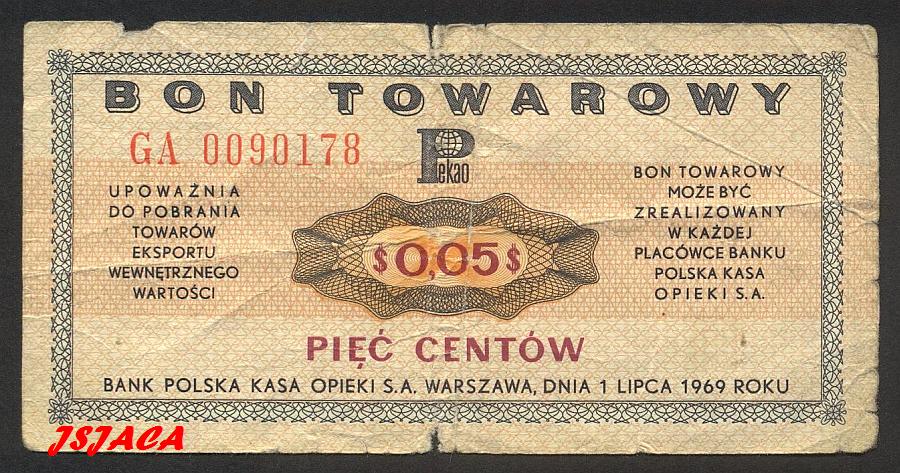 BON TOWAROWY
GA 0090178
Pekao
UPOWAŻNIA
DO POBRANIA
TOWARÓW
EKSPORTU
WEWNĘTRZNEGO
WARTOŚCI
$0,05$
BON TOWAROWY
MOŻE BYĆ
ZREALIZOWANY
W KAŻDEJ
PLACÓWCE BANKU
POLSKA KASA
OPIEKI S.A.
PIĘĆ CENTÓW
BANK POLSKA KASA OPIEKI S.A. WARSZAWA, DNIA 1 LIPCA 1969 ROKU
JSJACA